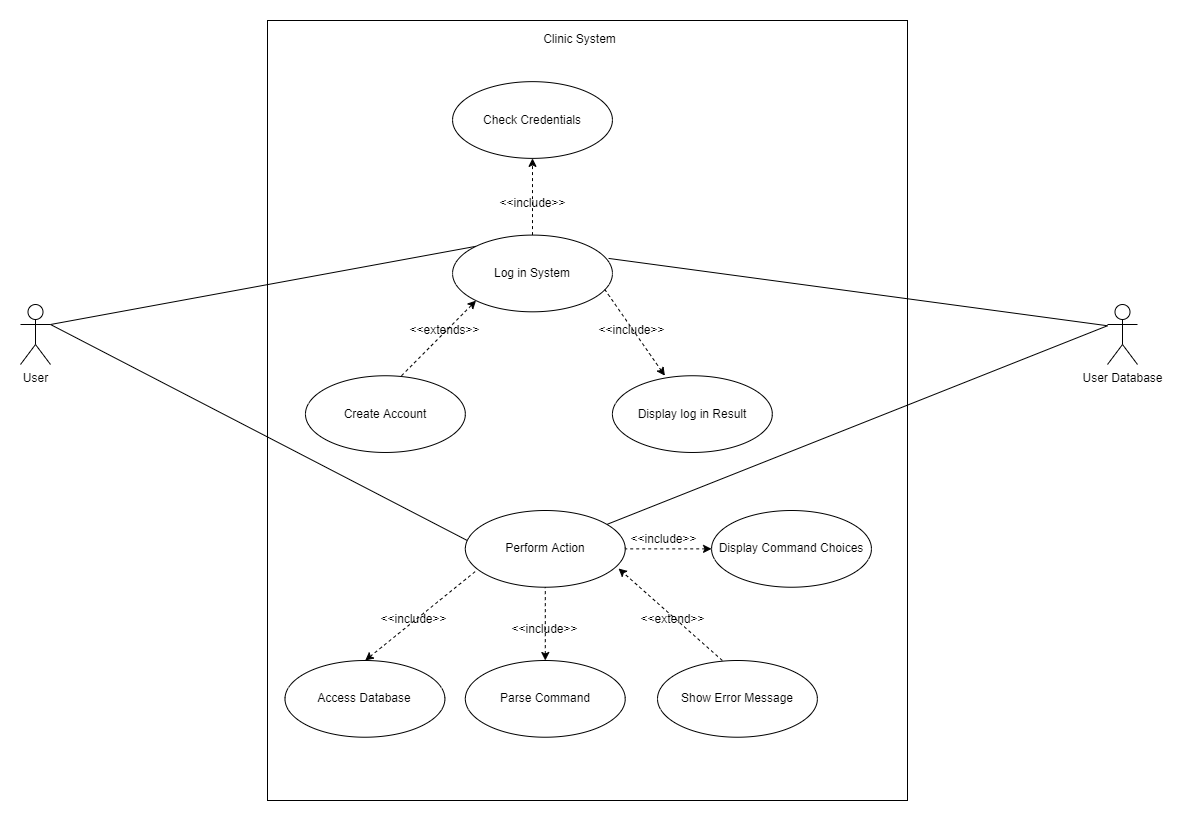 Clinic System
Check Credentials
<<include>>
Log in System
<<extends>>
<<include>>
User
User Database
Create Account
Display log in Result
Perform Action
<<include>>
Display Command Choices
<<include>>
<<include>>
<<extend>>
Access Database
Parse Command
Show Error Message